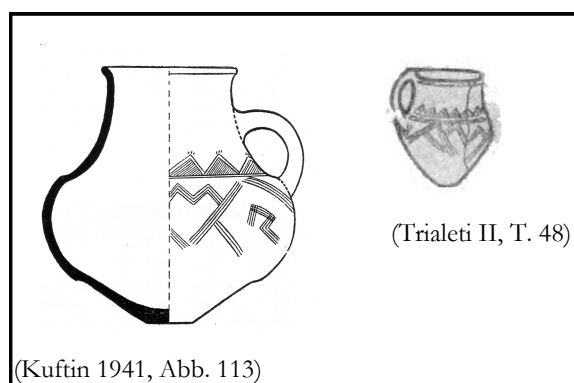 (Trialeti II, T. 48)
(Kuftin 1941, Abb. 113)